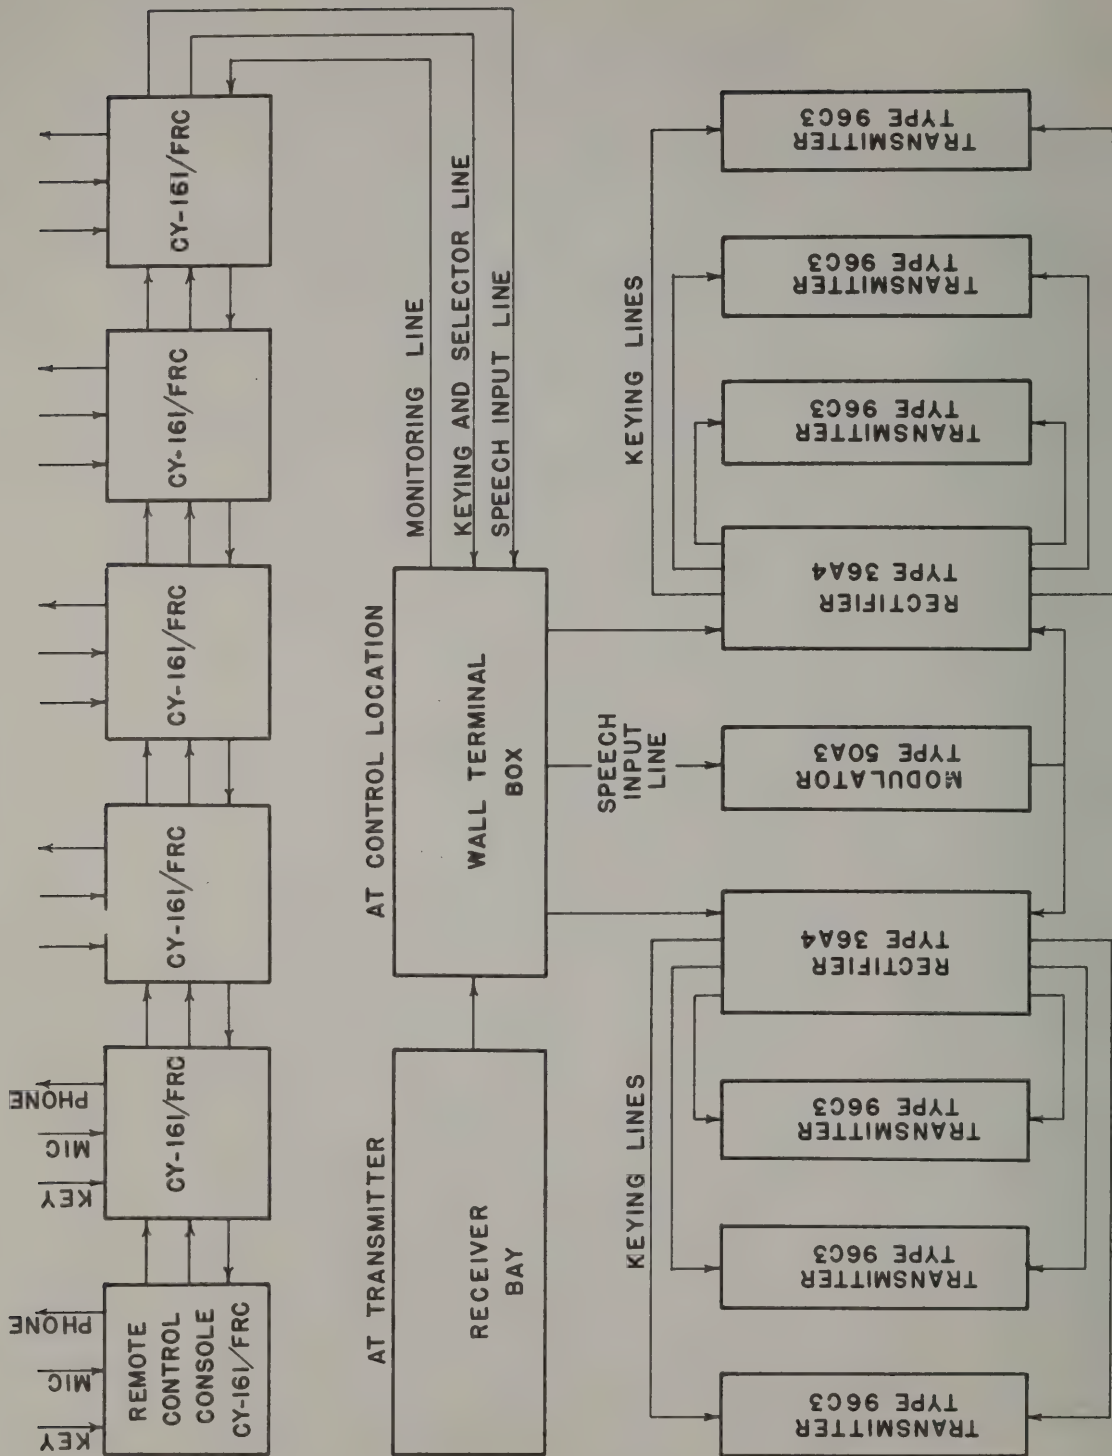 KEY
MIC
PHONE
KEY
MIC
PHONE
REMOTE
CONTROL
CONSOLE
CY-161/FRC
CY-161/FRC
CY-161/FRC
CY-161/FRC
CY-161/FRC
CY-161/FRC
AT TRANSMITTER
RECEIVER
BAY
AT CONTROL LOCATION
WALL TERMINAL
BOX
MONITORING LINE
KEYING AND SELECTOR LINE
SPEECH INPUT LINE
SPEECH
INPUT
LINE
KEYING LINES
KEYING LINES
TRANSMITTER
TYPE 96C3
TRANSMITTER
TYPE 96C3
TRANSMITTER
TYPE 96C3
RECTIFIER
TYPE 36A4
MODULATOR
TYPE 50A3
RECTIFIER
TYPE 36A4
TRANSMITTER
TYPE 96C3
TRANSMITTER
TYPE 96C3
TRANSMITTER
TYPE 96C3